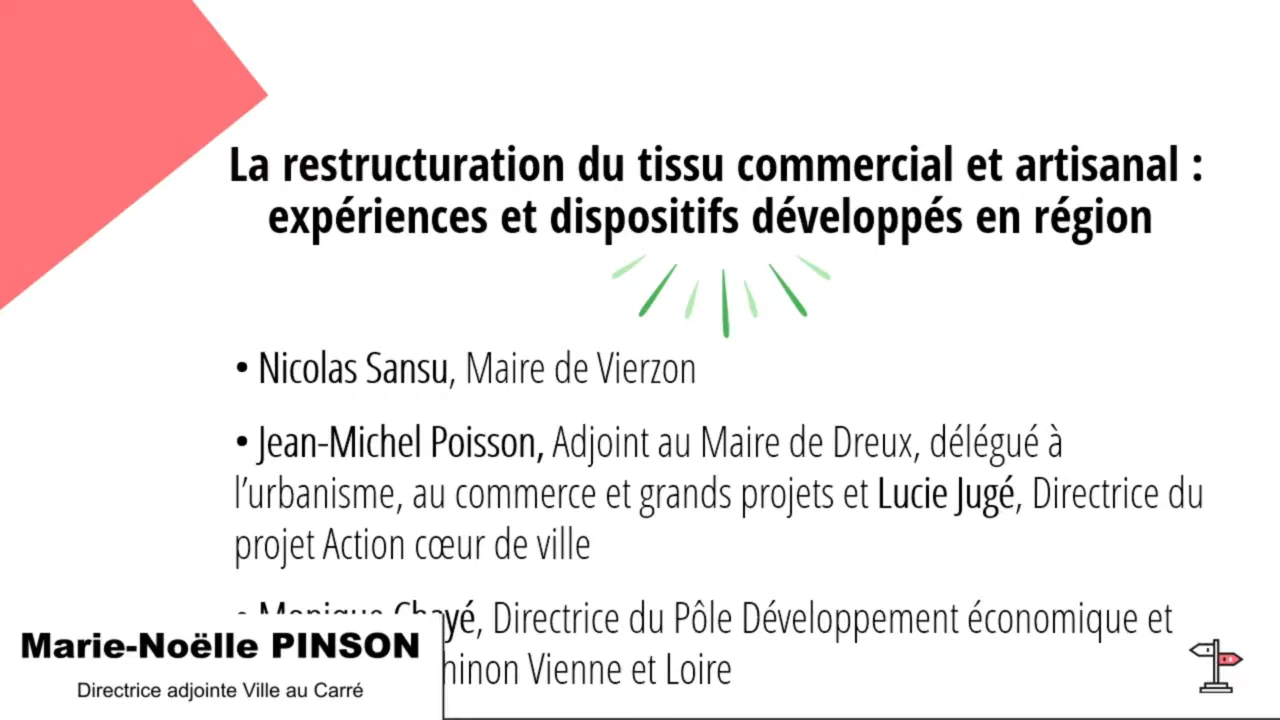 La restructuration du tissu commercial et artisanal :
expériences et dispositifs développés en région
• Nicolas Sansu, Maire de Vierzon
• Jean-Michel Poisson, Adjoint au Maire de Dreux, délégué à
l'urbanisme, au commerce et grands projets et Lucie Jugé, Directrice du
projet Action cœur de ville
• Monique Chayé, Directrice du Pôle Développement économique et
hinon Vienne et Loire
Marie-Noëlle PINSON
Directrice adjointe Ville au Carré